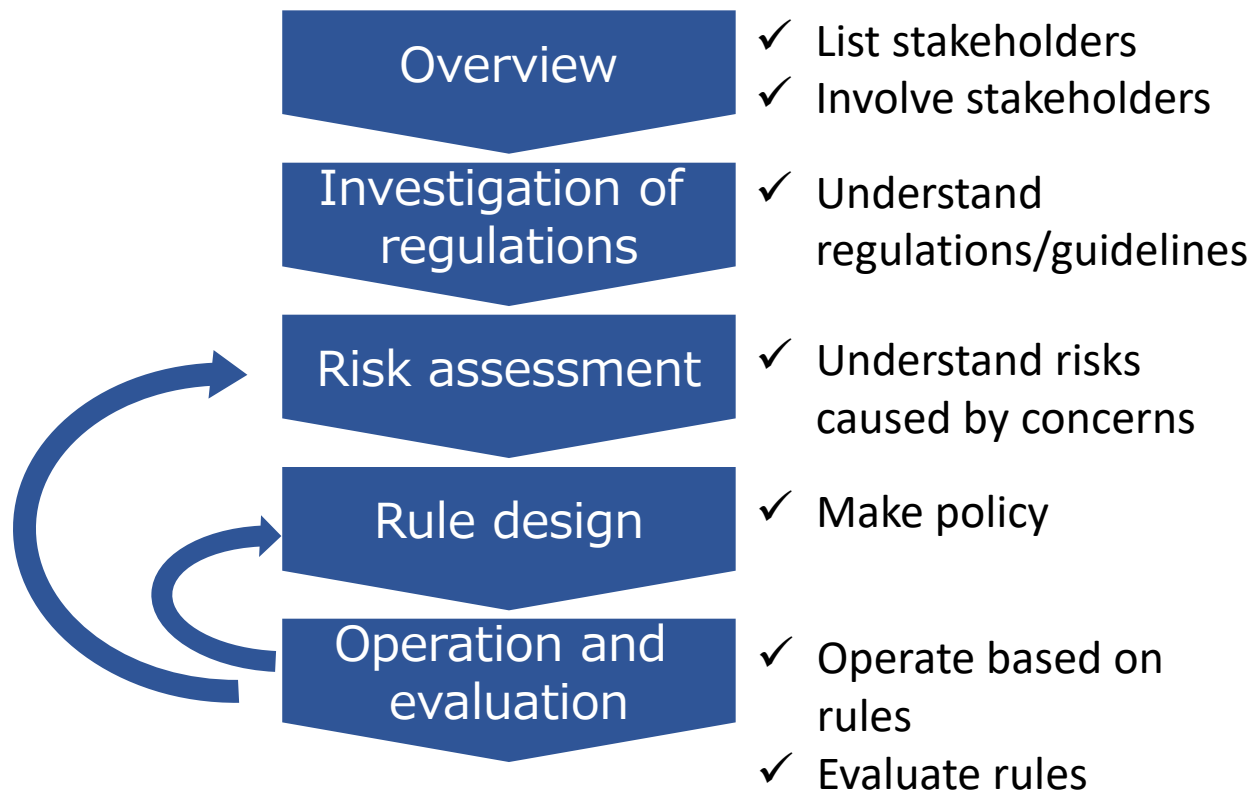 Overview
✓ List stakeholders
✓ Involve stakeholders
Investigation of
regulations
✓ Understand
regulations/guidelines
Risk assessment
✓ Understand risks
caused by concerns
Rule design
✓ Make policy
Operation and
evaluation
✓ Operate based on
rules
✓ Evaluate rules